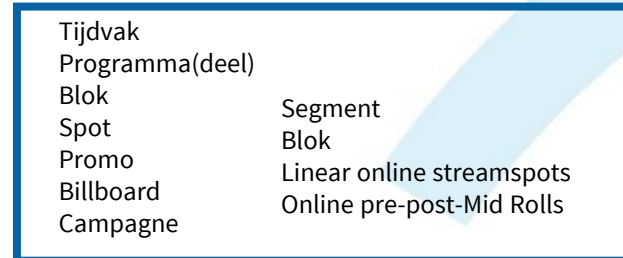 Tijdvak
Programma(deel)
Blok
Spot
Promo
Billboard
Campagne
Segment
Blok
Linear online streamspots
Online pre-post-Mid Rolls